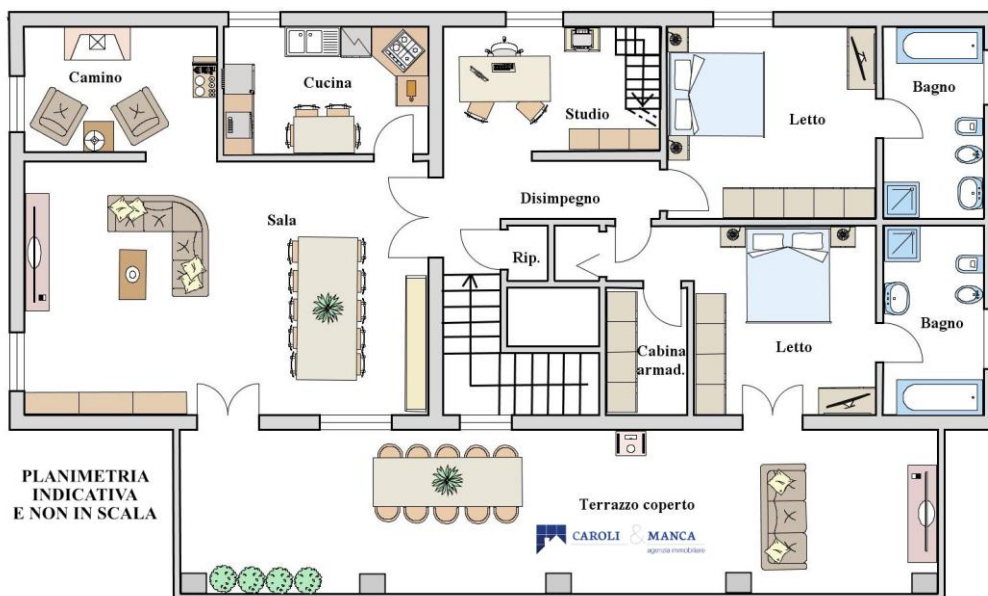 Camino
Cucina
Studio
Letto
Bagno
Sala
Disimpegno
Rip.
Cabina
armad.
Letto
Bagno
PLANIMETRIA
INDICATIVA
E NON IN SCALA
Terrazzo coperto
CAROLI & MANCA
agenzia immobiliare